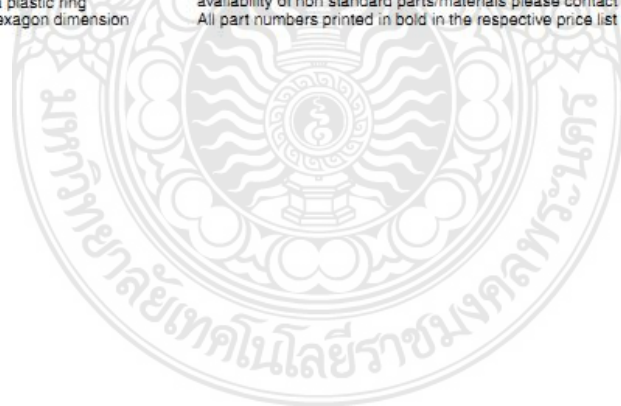 plastic ring
exagon dimension
availability of non standard parts/materials please contact
All part numbers printed in bold in the respective price list
มหาวิทยาลัยเทคโนโลยีราชมงคลพระนคร